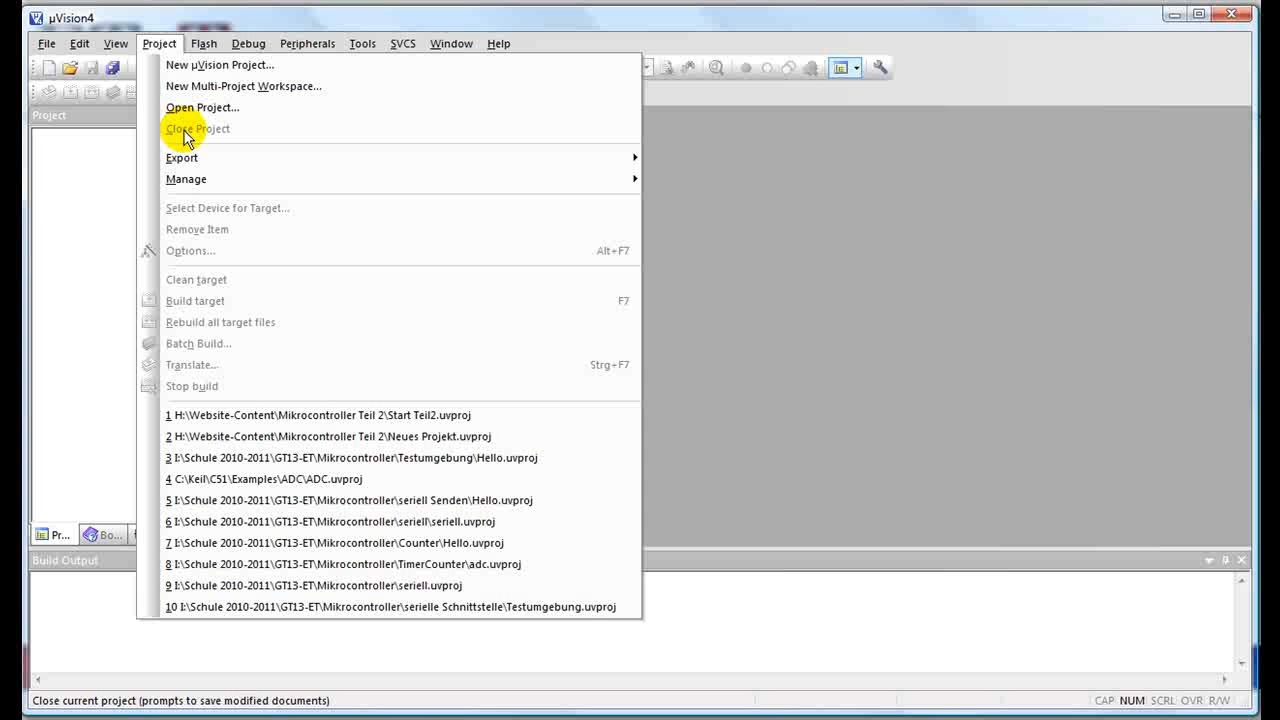 µVision4
File Edit View Project Flash Debug Peripherals Tools SVCS Window Help
New µVision Project...
New Multi-Project Workspace...
Open Project...
Close Project
Export
Manage
Select Device for Target...
Remove Item
Options... Alt+F7
Clean target
Build target F7
Rebuild all target files
Batch Build...
Translate... Strg+F7
Stop build
1 H:\Website-Content\Mikrocontroller Teil 2\Start Teil2.uvproj
2 H:\Website-Content\Mikrocontroller Teil 2\Neues Projekt.uvproj
3 I:\Schule 2010-2011\GT13-ET\Mikrocontroller\Testumgebung\Hello.uvproj
4 C:\Keil\C51\Examples\ADC\ADC.uvproj
5 I:\Schule 2010-2011\GT13-ET\Mikrocontroller\seriell Senden\Hello.uvproj
6 I:\Schule 2010-2011\GT13-ET\Mikrocontroller\seriell\seriell.uvproj
7 I:\Schule 2010-2011\GT13-ET\Mikrocontroller\Counter\Hello.uvproj
8 I:\Schule 2010-2011\GT13-ET\Mikrocontroller\TimerCounter\adc.uvproj
9 I:\Schule 2010-2011\GT13-ET\Mikrocontroller\seriell.uvproj
10 I:\Schule 2010-2011\GT13-ET\Mikrocontroller\serielle Schnittstelle\Testumgebung.uvproj
Project
Pr... Bo...
Build Output
Close current project (prompts to save modified documents) CAP NUM SCRL OVR R/W